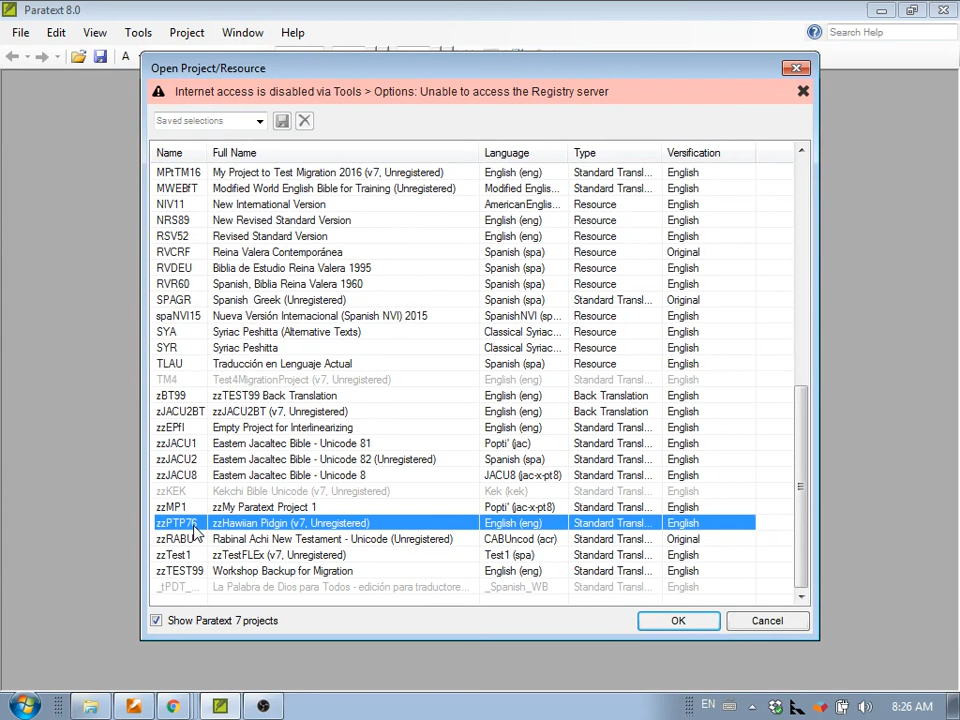 Paratext 8.0
File Edit View Tools Project Window Help
Search Help
A
Open Project/Resource
Internet access is disabled via Tools > Options: Unable to access the Registry server
Saved selections
Name Full Name Language Type Versification
MPtTM16 My Project to Test Migration 2016 (v7, Unregistered) English (eng) Standard Transl... English
MWEBfT Modified World English Bible for Training (Unregistered) Modified Englis... Standard Transl... English
NIV11 New International Version AmericanEnglis... Resource English
NRS89 New Revised Standard Version English (eng) Resource English
RSV52 Revised Standard Version English (eng) Resource English
RVCRF Reina Valera Contemporánea Spanish (spa) Resource Original
RVDEU Biblia de Estudio Reina Valera 1995 Spanish (spa) Resource English
RVR60 Spanish, Biblia Reina Valera 1960 Spanish (spa) Resource English
SPAGR Spanish Greek (Unregistered) Spanish (spa) Standard Transl... Original
spaNVI15 Nueva Versión Internacional (Spanish NVI) 2015 SpanishNVI (sp... Resource English
SYA Syriac Peshitta (Alternative Texts) Classical Syriac... Resource English
SYR Syriac Peshitta Classical Syriac... Resource English
TLAU Traducción en Lenguaje Actual Spanish (spa) Resource English
TM4 Test4MigrationProject (v7, Unregistered) English (eng) Standard Transl... English
zBT99 zzTEST99 Back Translation English (eng) Back Translation English
zzJACU2BT zzJACU2BT (v7, Unregistered) English (eng) Back Translation English
zzEPfI Empty Project for Interlinearizing English (eng) Standard Transl... English
zzJACU1 Eastern Jacaltec Bible - Unicode 81 Popti' (jac) Standard Transl... English
zzJACU2 Eastern Jacaltec Bible - Unicode 82 (Unregistered) Spanish (spa) Standard Transl... English
zzJACU8 Eastern Jacaltec Bible - Unicode 8 JACU8 (jac-x-pt8) Standard Transl... English
zzKEK Kekchi Bible Unicode (v7, Unregistered) Kek (kek) Standard Transl... English
zzMP1 zzMy Paratext Project 1 Popti' (jac-x-pt8) Standard Transl... English
zzPTP76 zzHawiian Pidgin (v7, Unregistered) English (eng) Standard Transl... English
zzRABU Rabinal Achi New Testament - Unicode (Unregistered) CABUncod (acr) Standard Transl... Original
zzTest1 zzTestFLEx (v7, Unregistered) Test1 (spa) Standard Transl... English
zzTEST99 Workshop Backup for Migration English (eng) Standard Transl... English
_tPDT_... La Palabra de Dios para Todos - edición para traductore... _Spanish_WB Standard Transl... English
Show Paratext 7 projects
OK Cancel
EN 8:26 AM